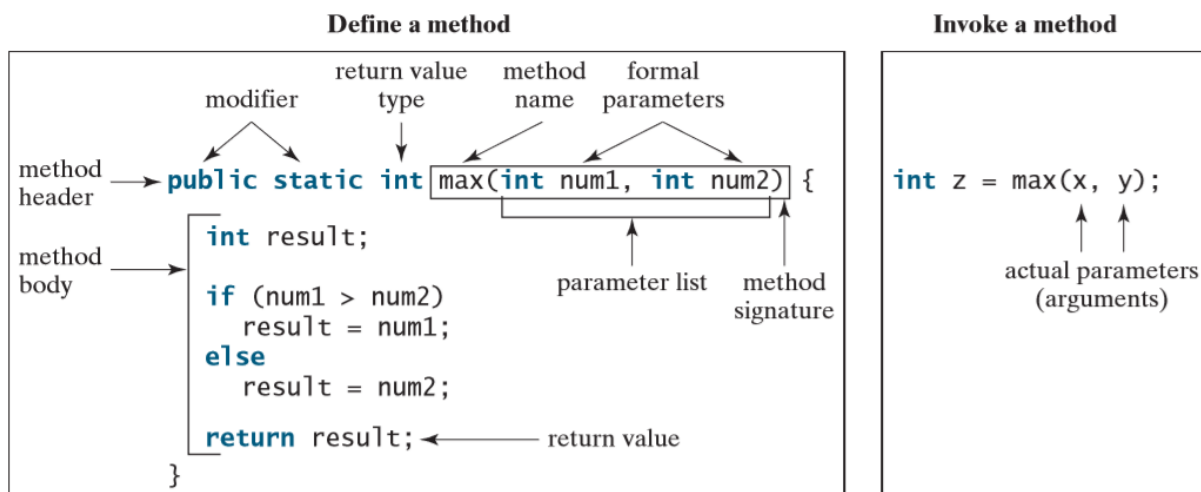 Define a method
Invoke a method
return value type
method name
formal parameters
modifier
method header
public static int max(int num1, int num2) {
int result;
parameter list
method signature
method body
if (num1 > num2)
result = num1;
else
result = num2;
return result;
return value
}
int z = max(x, y);
actual parameters
(arguments)